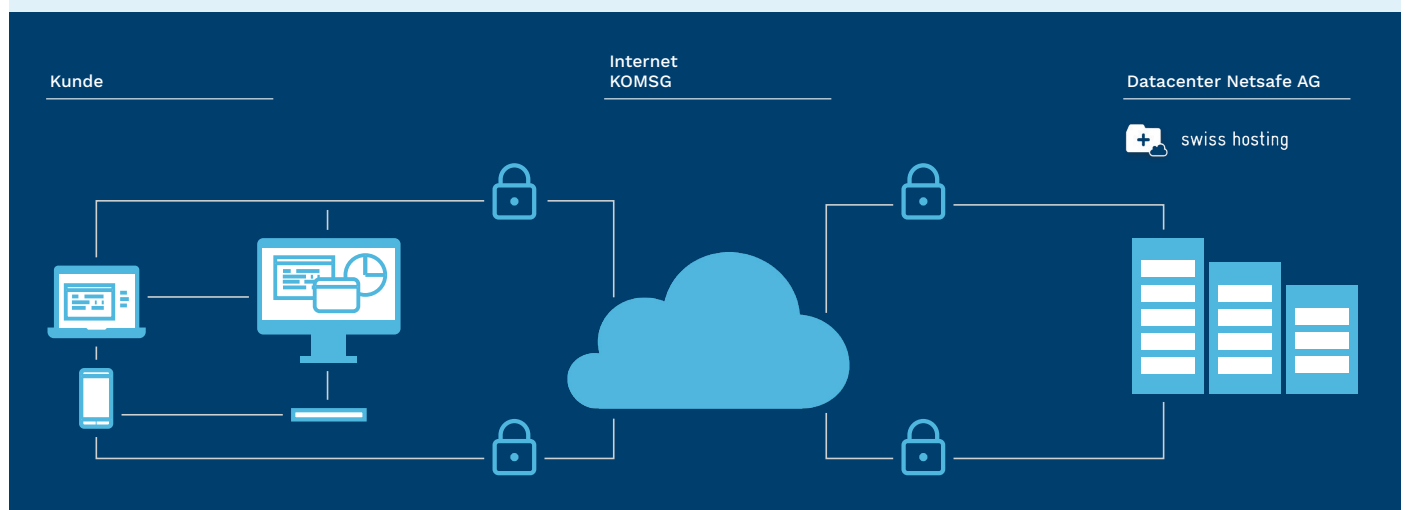 Kunde
Internet
KOMSG
Datacenter Netsafe AG
swiss hosting